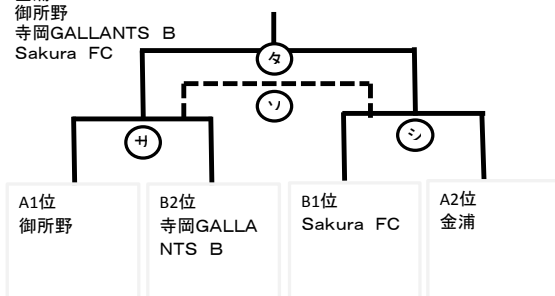 御所野
寺岡GALLANTS B
Sakura FC
タ
ソ
サ
シ
A1位
御所野
B2位
寺岡GALLA
NTS B
B1位
Sakura FC
A2位
金浦